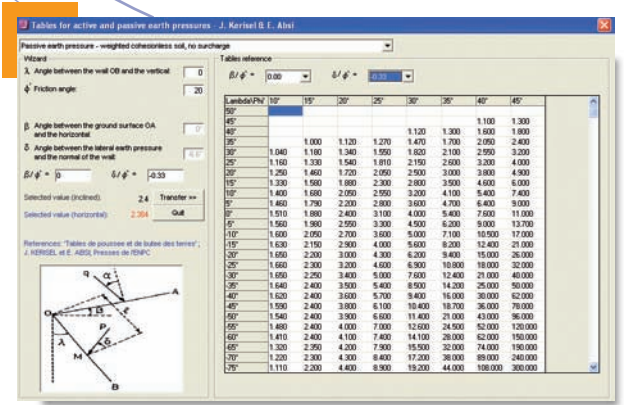 Tables for active and passive earth pressures - J. Kerisel & E. Absi
Passive earth pressure - weighted cohesionless soil, no surcharge
Wizard
λ Angle between the wall OB and the vertical: 0
ϕ' Friction angle: 20
β Angle between the ground surface OA and the horizontal: 0°
δ Angle between the lateral earth pressure and the normal of the wall: -6.6°
β/ϕ' = 0 δ/ϕ' = -0.33
Selected value (inclined): 2.4 Transfer >>
Selected value (horizontal): 2.384 Quit
References: "Tables de poussee et de butee des terres" ;
J. KERISEL et E. ABSI, Presses de l'ENPC
q α A
O β ℓ
λ P δ
M
B
Tables reference
β/ϕ' = 0.00 δ/ϕ' = -0.33
Lambda\Phi' 10° 15° 20° 25° 30° 35° 40° 45°
50°
45° 1.100 1.300
40° 1.120 1.300 1.600 1.800
35° 1.000 1.120 1.270 1.470 1.700 2.050 2.400
30° 1.040 1.180 1.340 1.550 1.820 2.100 2.550 3.200
25° 1.160 1.330 1.540 1.810 2.150 2.600 3.200 4.000
20° 1.250 1.460 1.720 2.050 2.500 3.000 3.800 4.900
15° 1.330 1.560 1.880 2.300 2.800 3.500 4.600 6.000
10° 1.400 1.680 2.050 2.550 3.200 4.100 5.400 7.400
5° 1.460 1.790 2.200 2.800 3.600 4.700 6.400 9.000
0° 1.510 1.880 2.400 3.100 4.000 5.400 7.600 11.000
-5° 1.560 1.980 2.550 3.300 4.500 6.200 9.000 13.700
-10° 1.600 2.050 2.700 3.600 5.000 7.100 10.500 17.000
-15° 1.630 2.150 2.900 4.000 5.600 8.200 12.400 21.000
-20° 1.650 2.200 3.000 4.300 6.200 9.400 15.000 26.000
-25° 1.660 2.300 3.200 4.600 6.900 10.800 18.000 32.000
-30° 1.650 2.250 3.400 5.000 7.600 12.400 21.000 40.000
-35° 1.640 2.400 3.500 5.400 8.500 14.200 25.000 50.000
-40° 1.620 2.400 3.600 5.700 9.400 16.000 30.000 62.000
-45° 1.590 2.400 3.800 6.100 10.400 18.700 36.000 78.000
-50° 1.540 2.400 3.900 6.600 11.400 21.000 43.000 96.000
-55° 1.480 2.400 4.000 7.000 12.600 24.500 52.000 120.000
-60° 1.410 2.400 4.100 7.400 14.100 28.000 62.000 150.000
-65° 1.320 2.350 4.200 7.900 15.500 32.000 74.000 190.000
-70° 1.220 2.300 4.300 8.400 17.200 38.000 89.000 240.000
-75° 1.110 2.200 4.400 8.900 19.200 44.000 108.000 300.000